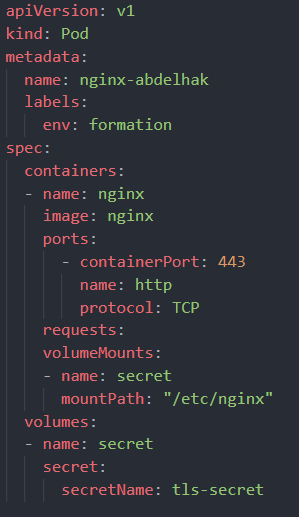 apiVersion: v1
kind: Pod
metadata:
  name: nginx-abdelhak
  labels:
    env: formation
spec:
  containers:
  - name: nginx
    image: nginx
    ports:
      - containerPort: 443
        name: http
        protocol: TCP
    requests:
    volumeMounts:
    - name: secret
      mountPath: "/etc/nginx"
  volumes:
  - name: secret
    secret:
      secretName: tls-secret